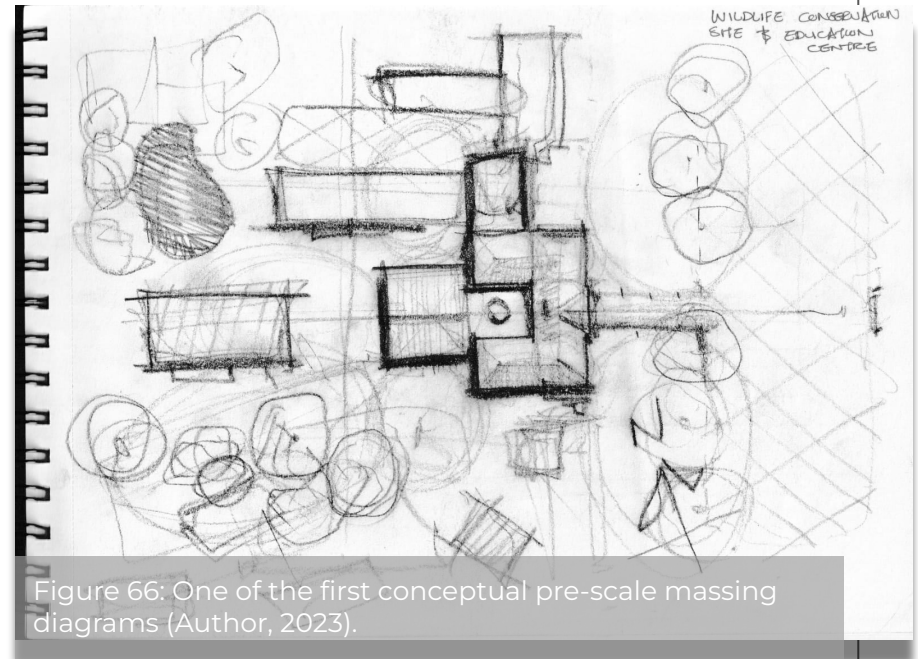 WILDLIFE CONSERVATION
SITE & EDUCATION
CENTRE
N
Figure 66: One of the first conceptual pre-scale massing
diagrams (Author, 2023).